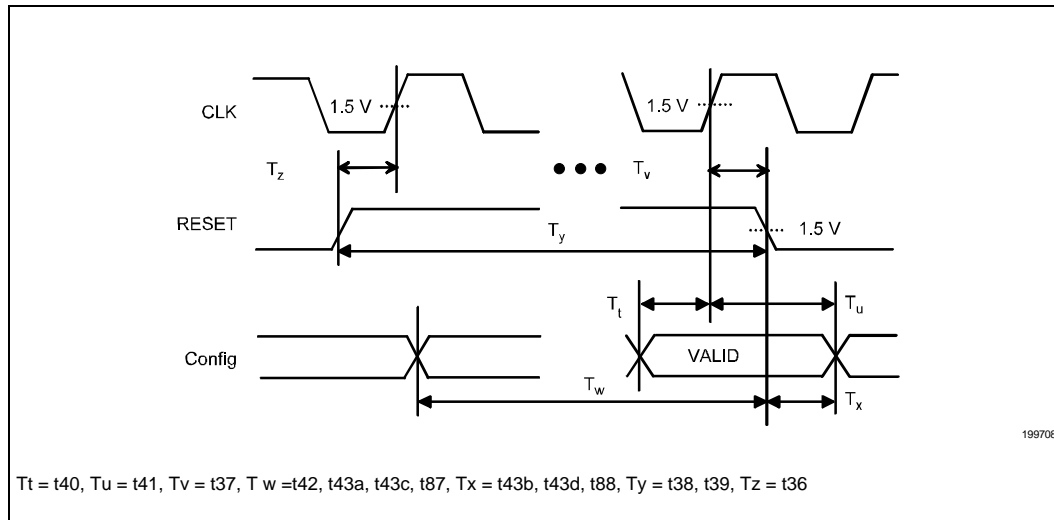 CLK
1.5 V
1.5 V
Tz
Tv
RESET
Ty
1.5 V
Tt
Tu
Config
VALID
Tw
Tx
199708
Tt = t40, Tu = t41, Tv = t37, T w =t42, t43a, t43c, t87, Tx = t43b, t43d, t88, Ty = t38, t39, Tz = t36